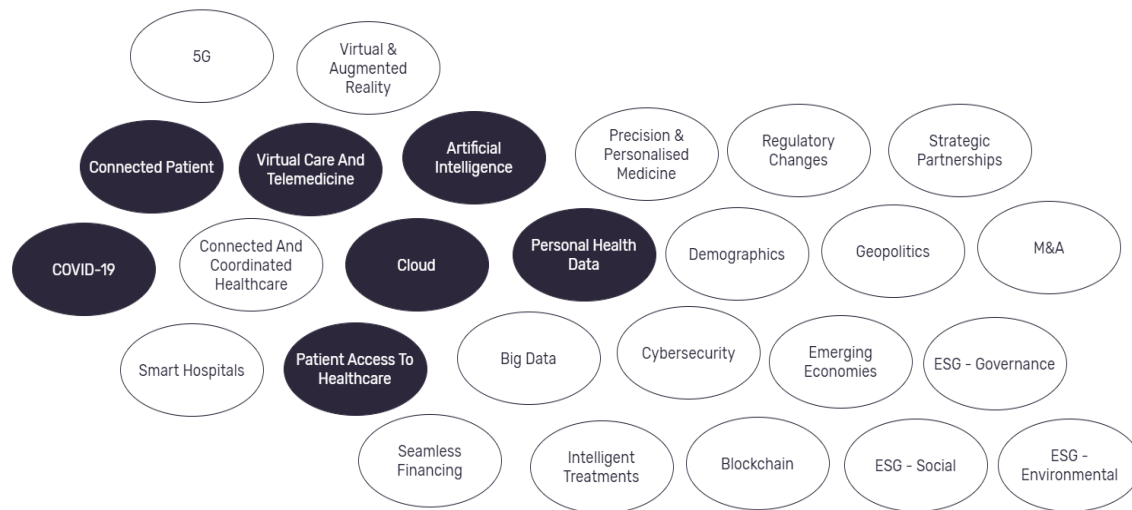 5G
Virtual &
Augmented
Reality
Connected Patient
Virtual Care And
Telemedicine
Artificial
Intelligence
Precision &
Personalised
Medicine
Regulatory
Changes
Strategic
Partnerships
COVID-19
Connected And
Coordinated
Healthcare
Cloud
Personal Health
Data
Demographics
Geopolitics
M&A
Smart Hospitals
Patient Access To
Healthcare
Big Data
Cybersecurity
Emerging
Economies
ESG - Governance
Seamless
Financing
Intelligent
Treatments
Blockchain
ESG - Social
ESG -
Environmental